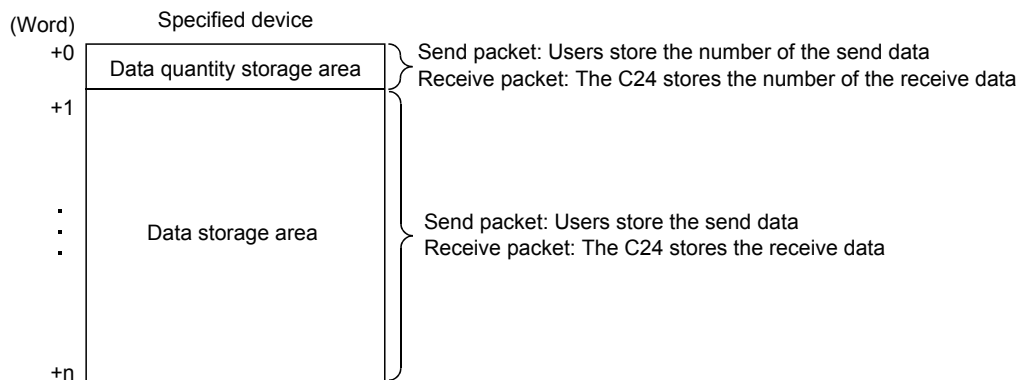 (Word)
Specified device
+0
Data quantity storage area
Send packet: Users store the number of the send data
Receive packet: The C24 stores the number of the receive data
+1
Data storage area
Send packet: Users store the send data
Receive packet: The C24 stores the receive data
+n